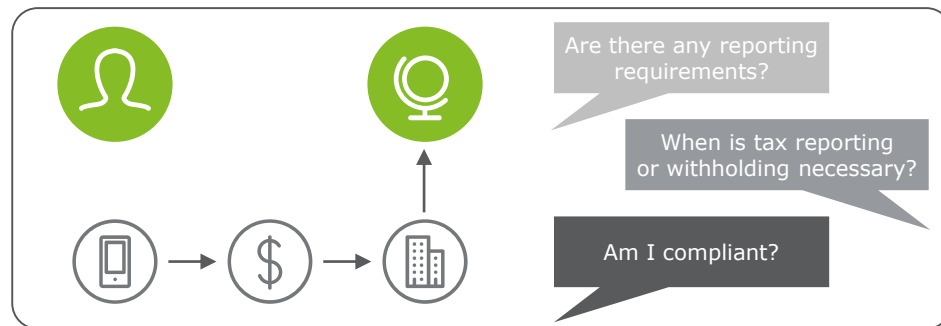 Are there any reporting
requirements?
When is tax reporting
or withholding necessary?
Am I compliant?